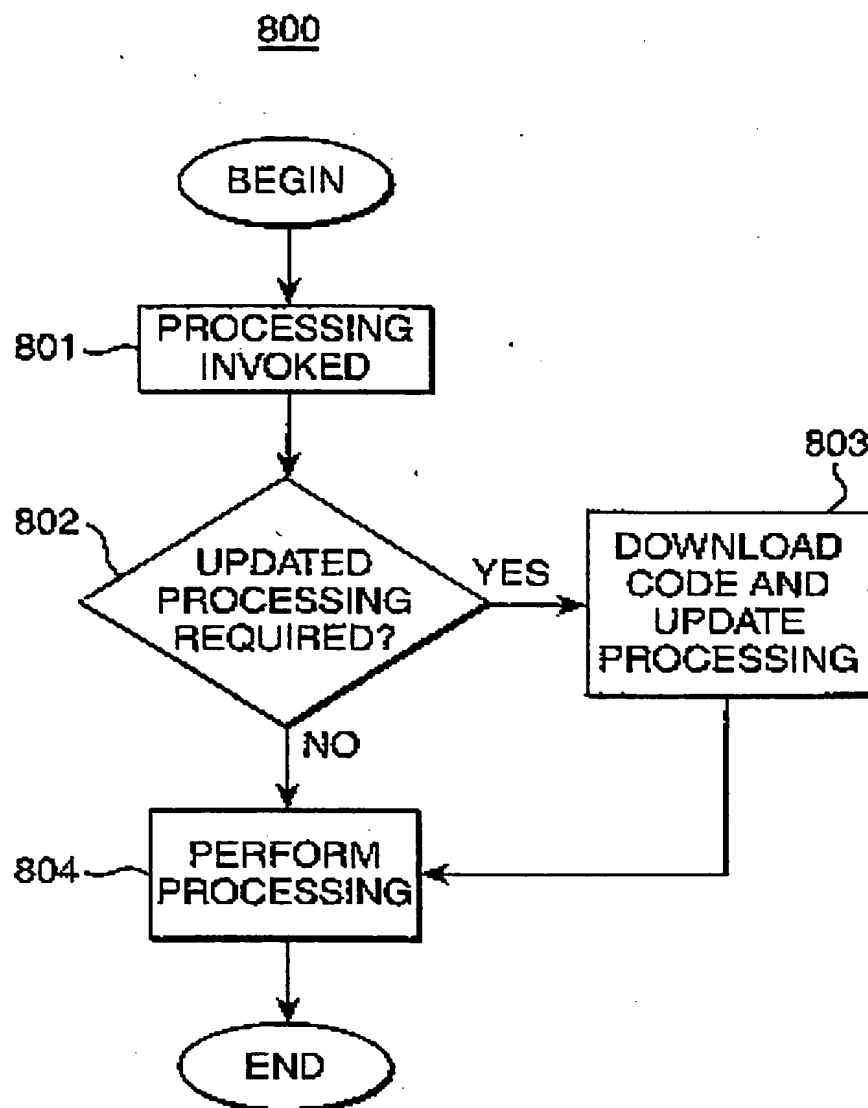 800
BEGIN
801
PROCESSING
INVOKED
802
UPDATED
PROCESSING
REQUIRED?
YES
803
DOWNLOAD
CODE AND
UPDATE
PROCESSING
NO
804
PERFORM
PROCESSING
END